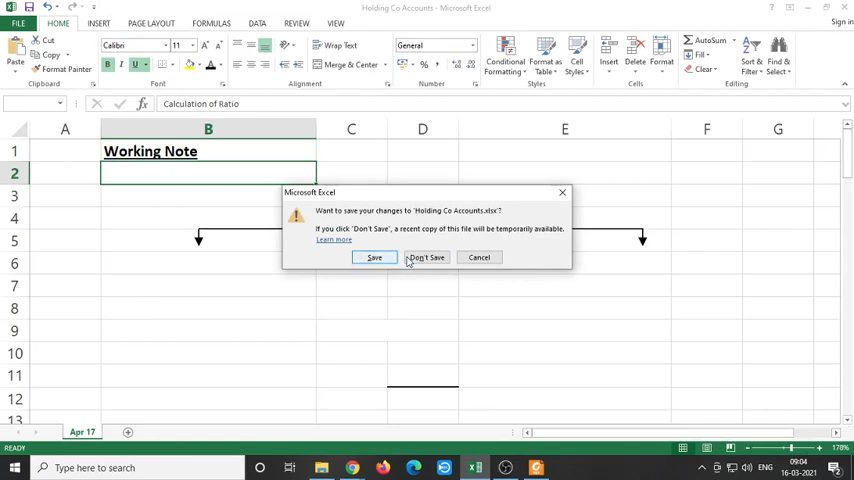 Holding Co Accounts - Microsoft Excel
FILE HOME INSERT PAGE LAYOUT FORMULAS DATA REVIEW VIEW Sign in
Cut
Copy
Format Painter
Paste
Clipboard
Calibri 11
B I U
Font
Wrap Text
Merge & Center
Alignment
General
% ,
Number
Conditional Formatting
Format as Table
Cell Styles
Styles
Insert Delete Format
Cells
AutoSum
Fill
Clear
Sort & Filter
Find & Select
Editing
fx Calculation of Ratio
A B C D E F G
1 Working Note
2
3
4
5
6
7
8
9
10
11
12
13
Microsoft Excel
Want to save your changes to 'Holding Co Accounts.xlsx'?
If you click 'Don't Save', a recent copy of this file will be temporarily available.
Learn more
Save Don't Save Cancel
Apr 17
READY 178%
Type here to search
ENG
09:04
16-03-2021
2